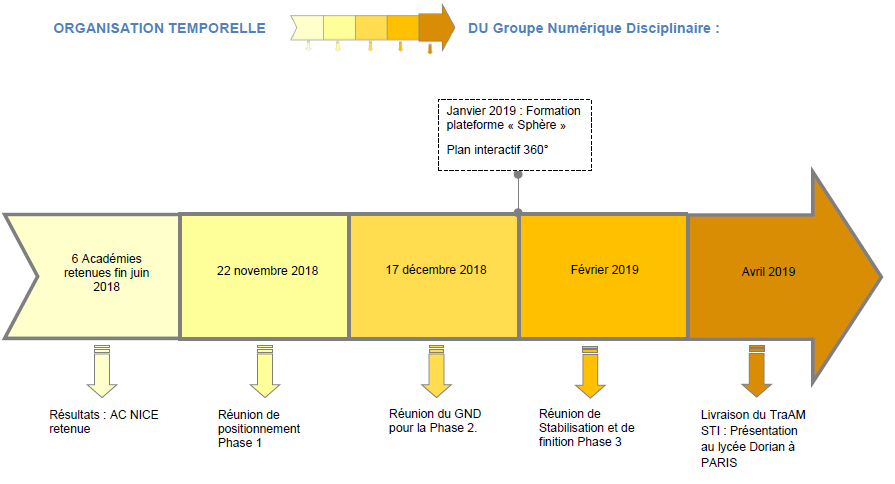 ORGANISATION TEMPORELLE DU Groupe Numérique Disciplinaire :
Janvier 2019 : Formation
plateforme « Sphère »
Plan interactif 360°
6 Académies
retenues fin juin
2018
22 novembre 2018
17 décembre 2018
Février 2019
Avril 2019
Résultats : AC NICE
retenue
Réunion de
positionnement
Phase 1
Réunion du GND
pour la Phase 2.
Réunion de
Stabilisation et de
finition Phase 3
Livraison du TraAM
STI : Présentation
au lycée Dorian à
PARIS